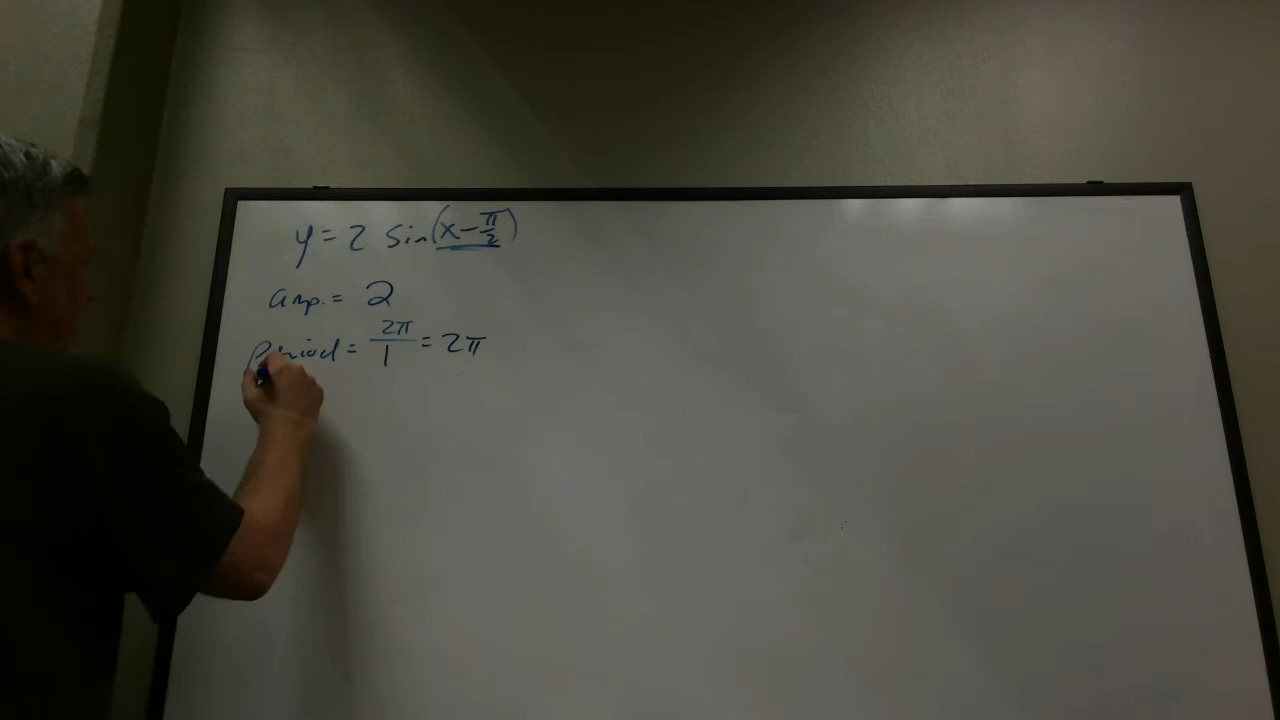 y = 2 sin(x - π/2)
amp. = 2
Period = 2π/1 = 2π